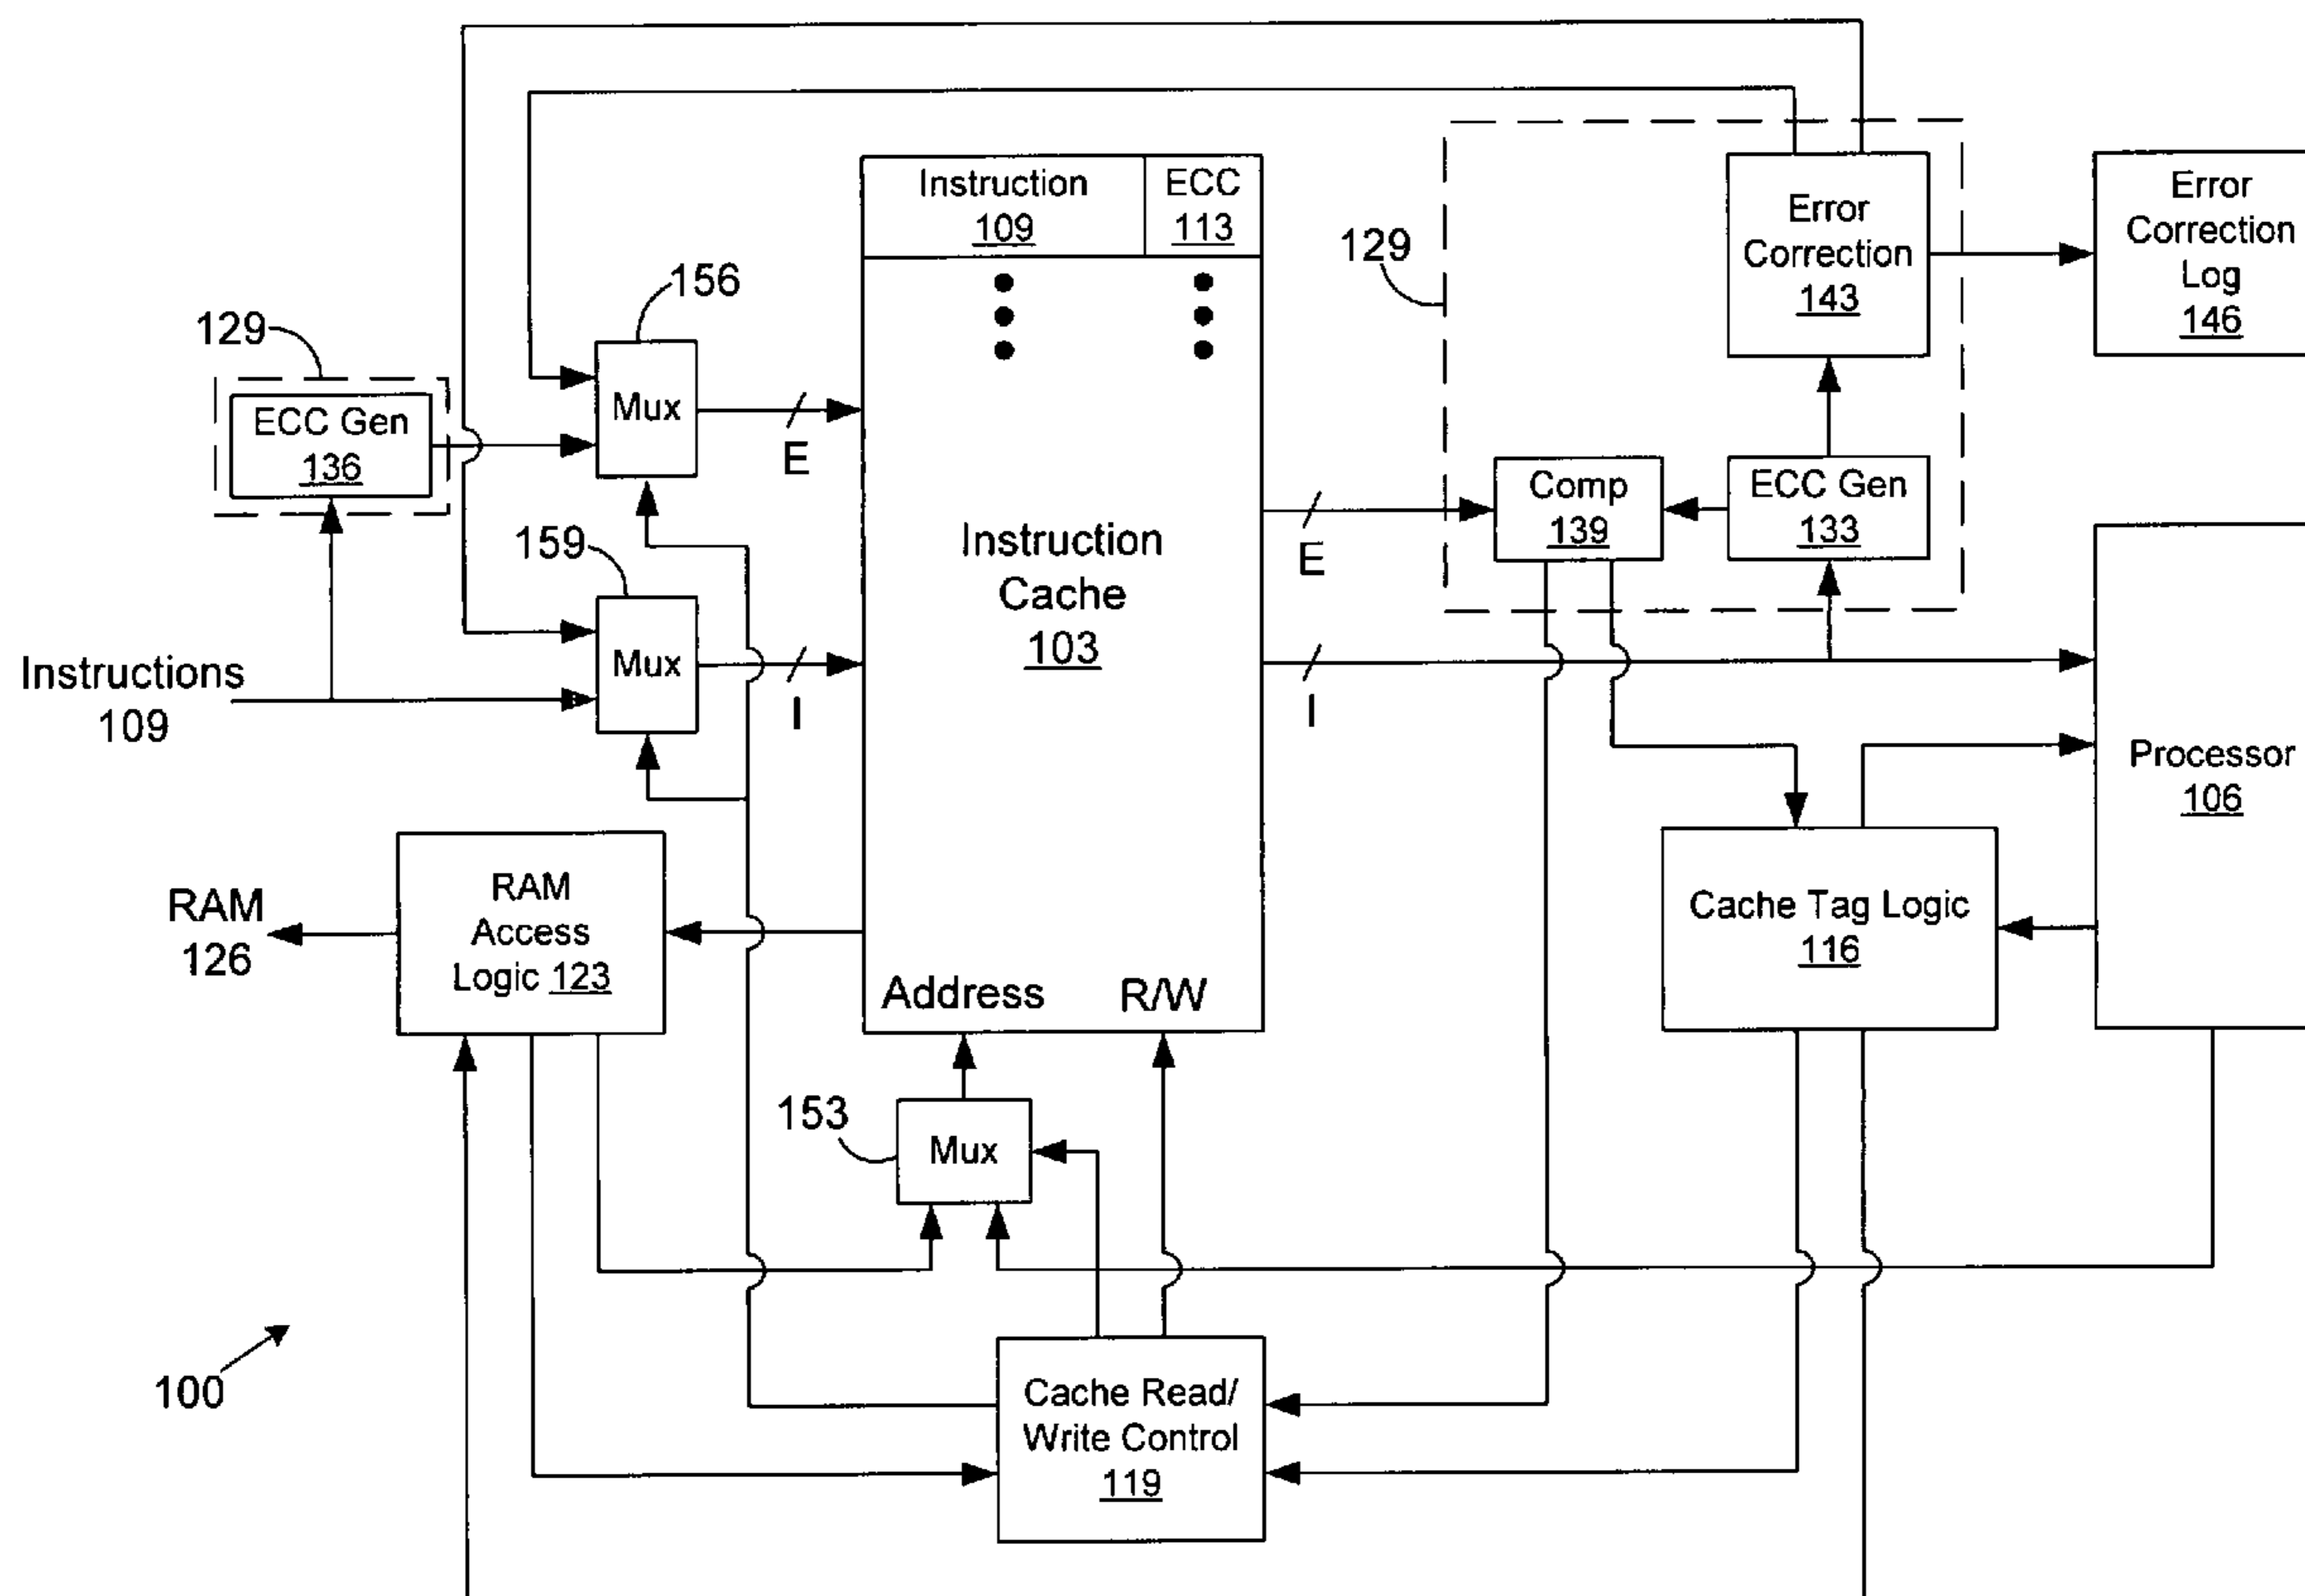 Instruction
109
ECC
113
Error
Correction
143
Error
Correction
Log
146
129
156
129
Mux
ECC Gen
136
E
Comp
139
ECC Gen
133
E
Instruction
Cache
103
159
Mux
I
I
Instructions
109
Processor
106
RAM
Access
Logic 123
RAM
126
Cache Tag Logic
116
Address
R/W
153
Mux
100
Cache Read/
Write Control
119